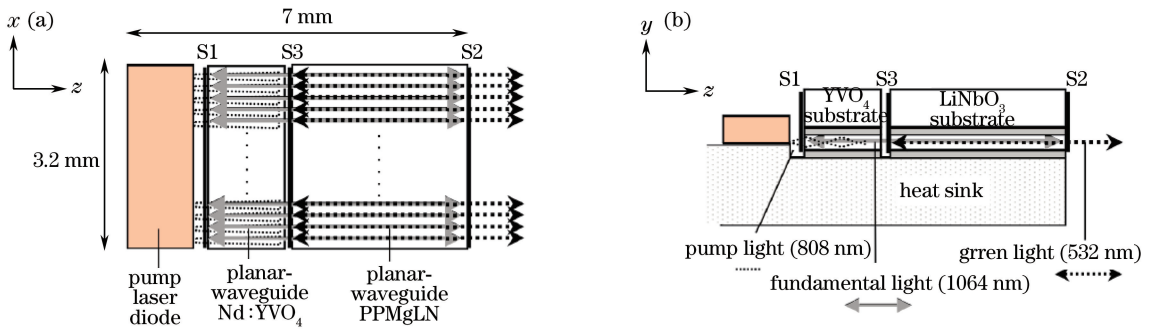 x (a)
7 mm
S1
S3
S2
z
3.2 mm
pump
laser
diode
planar-
waveguide
Nd:YVO4
planar-
waveguide
PPMgLN
y (b)
z
S1
S3
S2
YVO4
substrate
LiNbO3
substrate
heat sink
pump light (808 nm)
grren light (532 nm)
fundamental light (1064 nm)